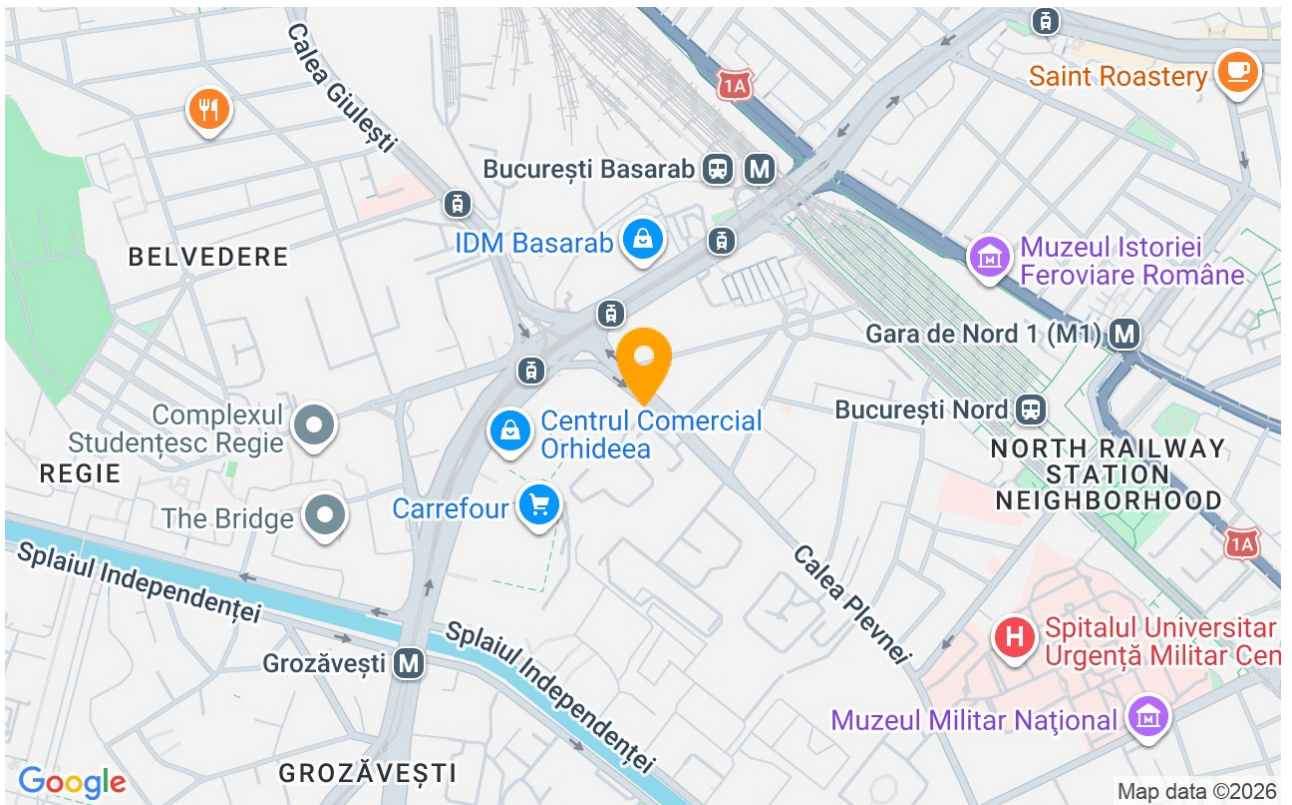 Calea Giulești
1A
Saint Roastery
București Basarab
M
IDM Basarab
BELVEDERE
Muzeul Istoriei
Feroviare Române
Gara de Nord 1 (M1)
M
București Nord
Complexul
Studențesc Regie
Centrul Comercial
Orhideea
REGIE
NORTH RAILWAY
STATION
NEIGHBORHOOD
The Bridge
Carrefour
1A
Splaiul Independenței
Calea Plevnei
Splaiul Independenței
H
Spitalul Universitar
Urgență Militar Cen
Grozăvești
M
Muzeul Militar Naţional
GROZĂVEȘTI
Google
Map data ©2026